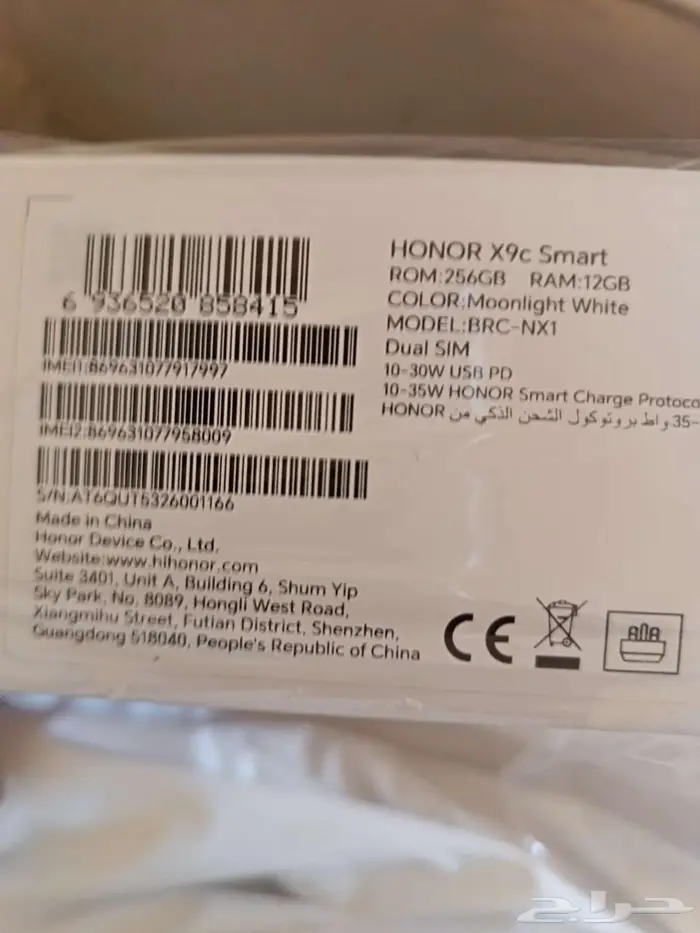 6 936520 858415
IMEI1:869631077917997
IMEI2:869631077958009
S/N:AT6QUT5326001166
Made in China
Honor Device Co., Ltd.
Website:www.hihonor.com
Suite 3401, Unit A, Building 6, Shum Yip
Sky Park, No. 8089, Hongli West Road,
Xiangmihu Street, Futian District, Shenzhen,
Guangdong 518040, People's Republic of China
HONOR X9c Smart
ROM:256GB RAM:12GB
COLOR:Moonlight White
MODEL:BRC-NX1
Dual SIM
10-30W USB PD
10-35W HONOR Smart Charge Protoco
35- واط بروتوكول الشحن الذكي من HONOR
CE
حراج